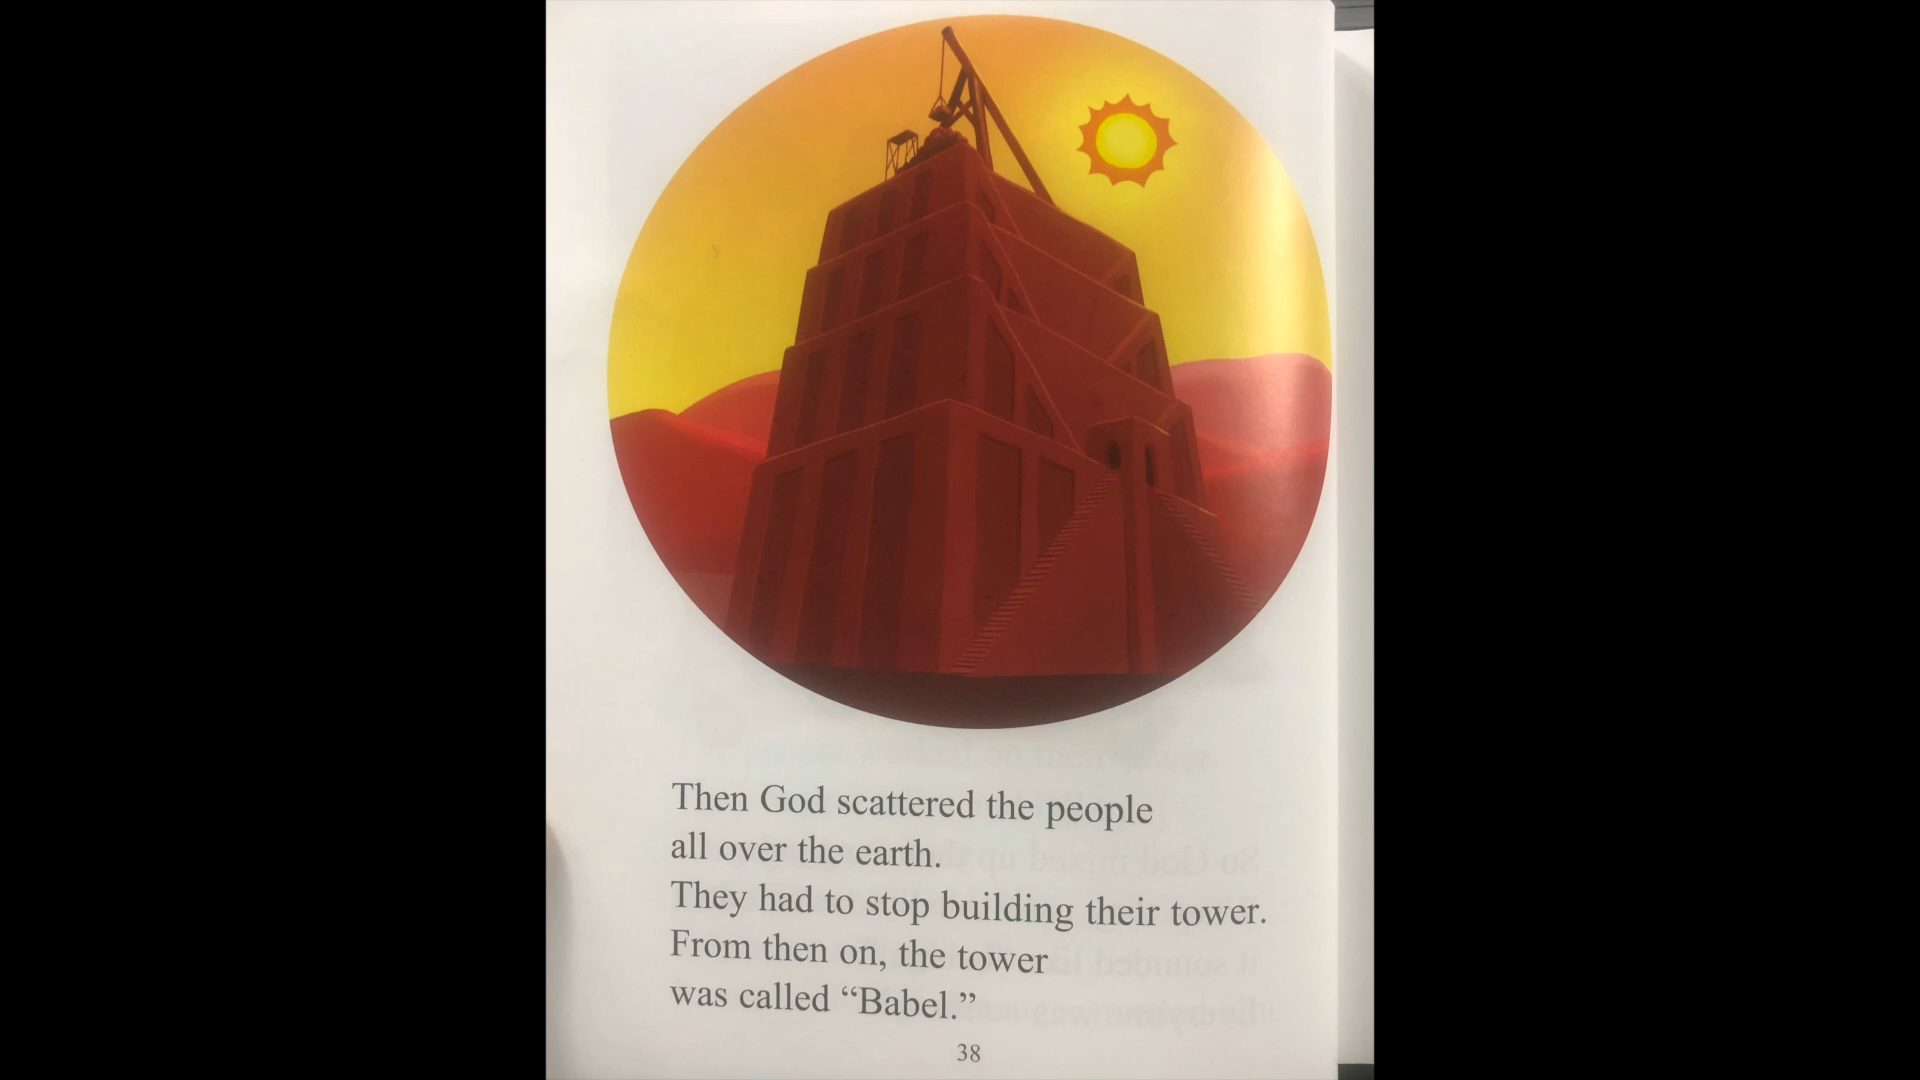 Then God scattered the people
all over the earth.
They had to stop building their tower.
From then on, the tower
was called “Babel.”
38